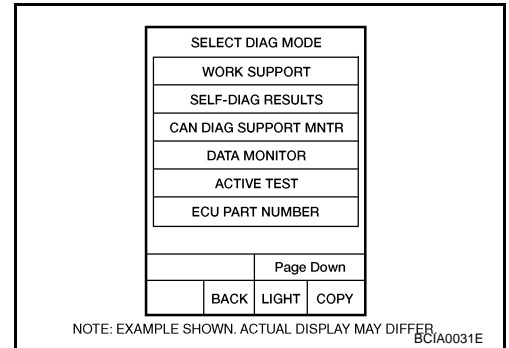 SELECT DIAG MODE
WORK SUPPORT
SELF-DIAG RESULTS
CAN DIAG SUPPORT MNTR
DATA MONITOR
ACTIVE TEST
ECU PART NUMBER
Page Down
BACK LIGHT COPY
NOTE: EXAMPLE SHOWN. ACTUAL DISPLAY MAY DIFFER.
BCIA0031E